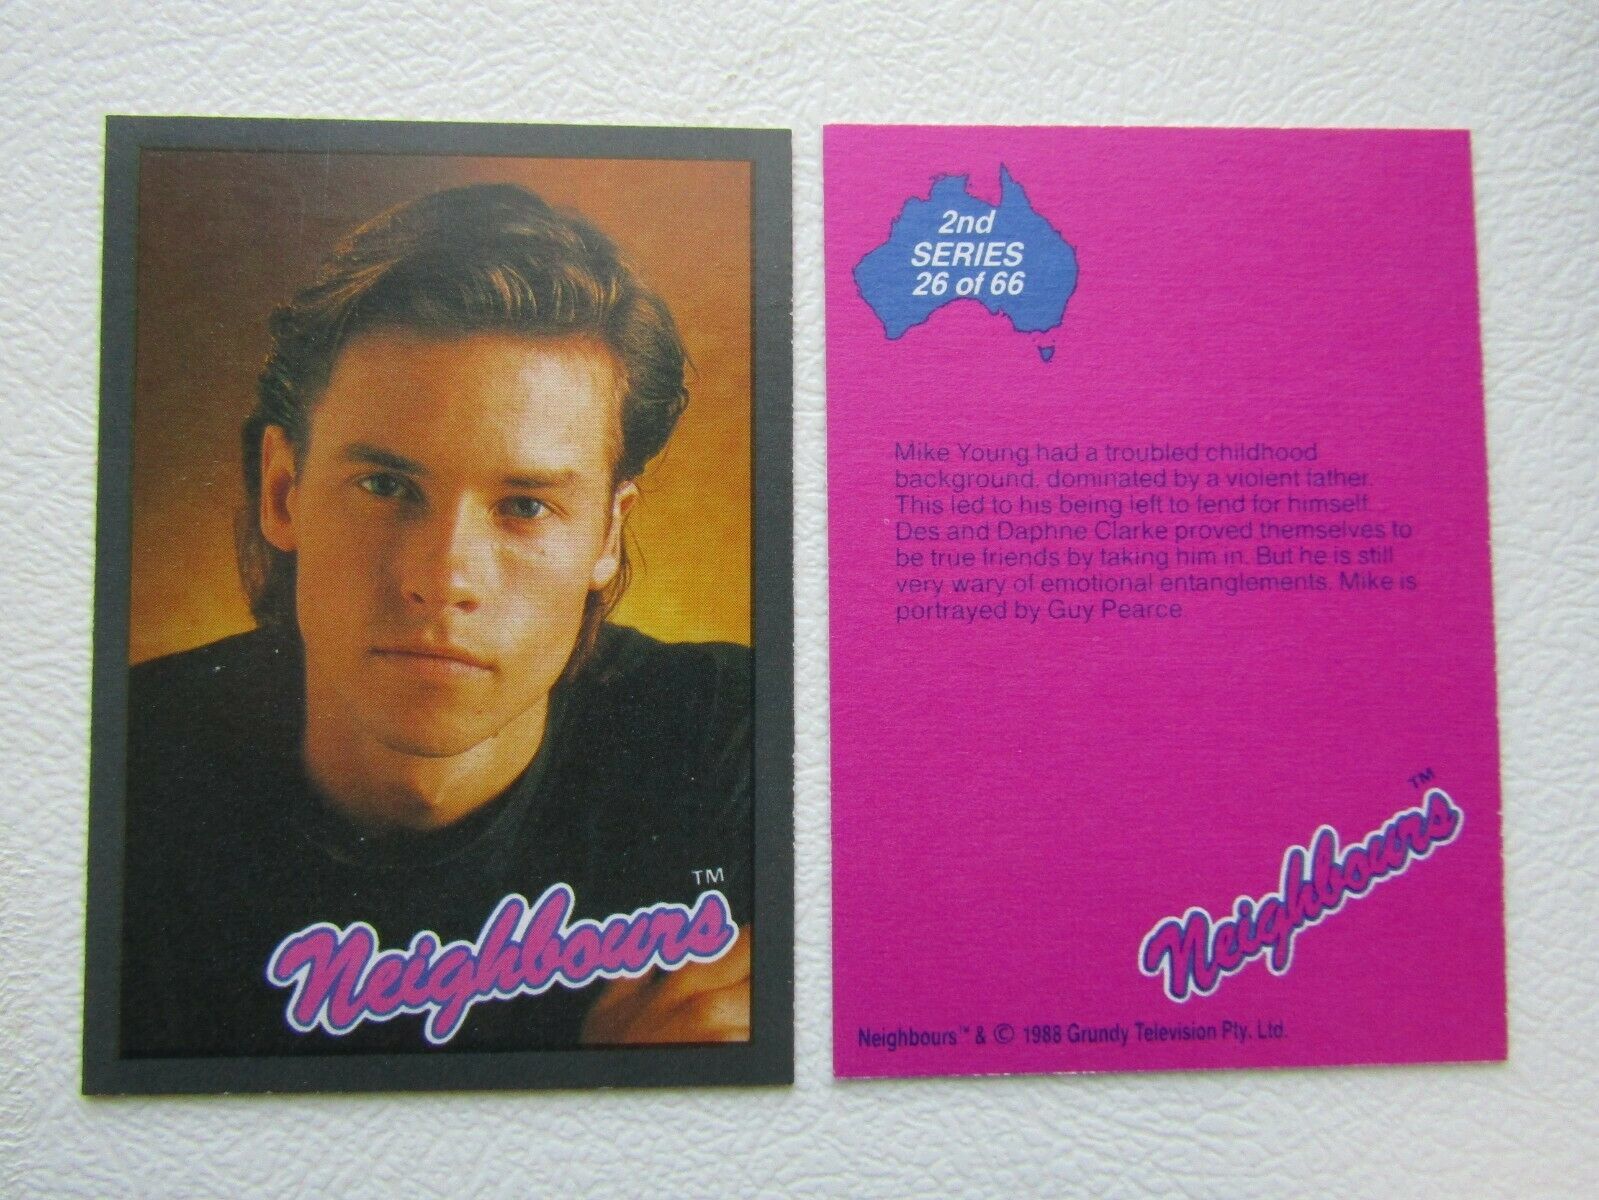 TM
Neighbours
2nd
SERIES
26 of 66
Mike Young had a troubled childhood
background, dominated by a violent father.
This led to his being left to fend for himself.
Des and Daphne Clarke proved themselves to
be true friends by taking him in. But he is still
very wary of emotional entanglements. Mike is
portrayed by Guy Pearce.
TM
Neighbours
Neighbours™ & © 1988 Grundy Television Pty. Ltd.